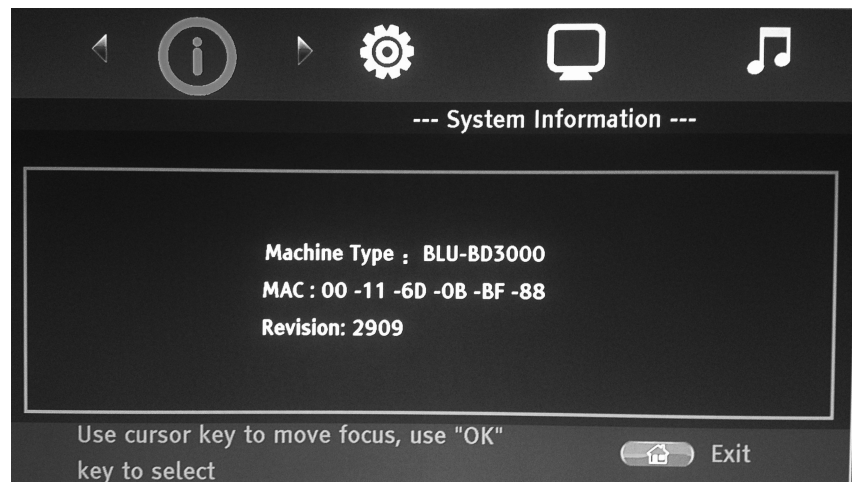 --- System Information ---
Machine Type : BLU-BD3000
MAC : 00 -11 -6D -0B -BF -88
Revision: 2909
Use cursor key to move focus, use "OK"
key to select
Exit